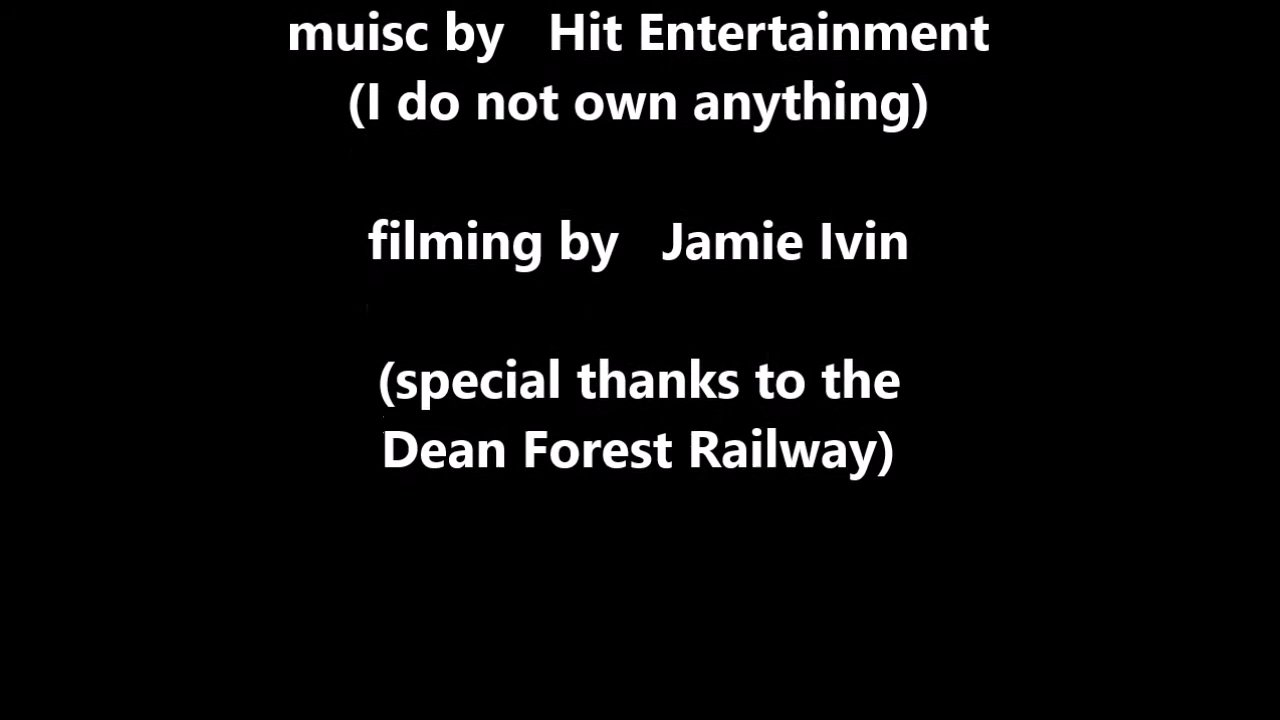 muisc by   Hit Entertainment
(I do not own anything)
filming by   Jamie Ivin
(special thanks to the
Dean Forest Railway)